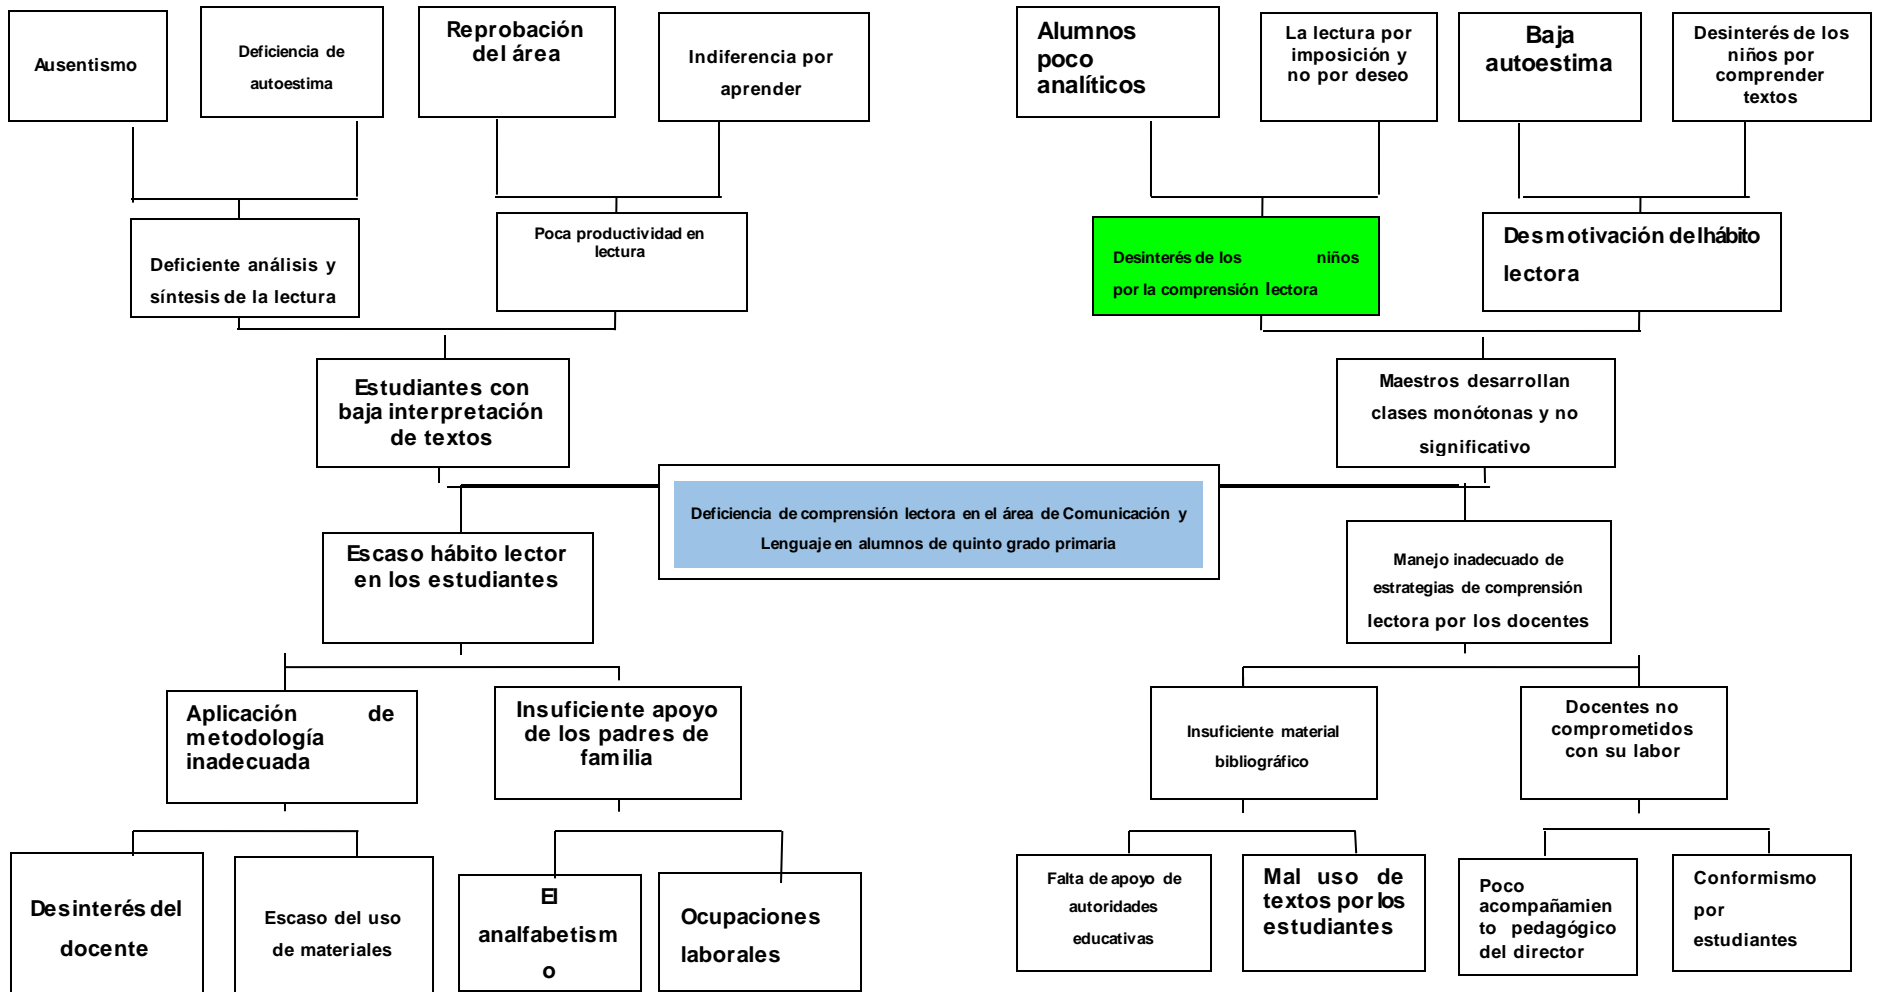 Ausentismo
Deficiencia de
autoestima
Reprobación
del área
Indiferencia por
aprender
Alumnos
poco
analíticos
La lectura por
imposición y
no por deseo
Baja
autoestima
Desinterés de los
niños por
comprender
textos
Deficiente análisis y
síntesis de la lectura
Poca productividad en
lectura
Desinterés de los niños
por la comprensión lectora
Desmotivación del hábito
lectora
Estudiantes con
baja interpretación
de textos
Maestros desarrollan
clases monótonas y no
significativo
Deficiencia de comprensión lectora en el área de Comunicación y
Lenguaje en alumnos de quinto grado primaria
Escaso hábito lector
en los estudiantes
Manejo inadecuado de
estrategias de comprensión
lectora por los docentes
Aplicación de
metodología
inadecuada
Insuficiente apoyo
de los padres de
familia
Insuficiente material
bibliográfico
Docentes no
comprometidos
con su labor
Desinterés del
docente
Escaso del uso
de materiales
El
analfabetism
o
Ocupaciones
laborales
Falta de apoyo de
autoridades
educativas
Mal uso de
textos por los
estudiantes
Poco
acompañamien
to pedagógico
del director
Conformismo
por
estudiantes